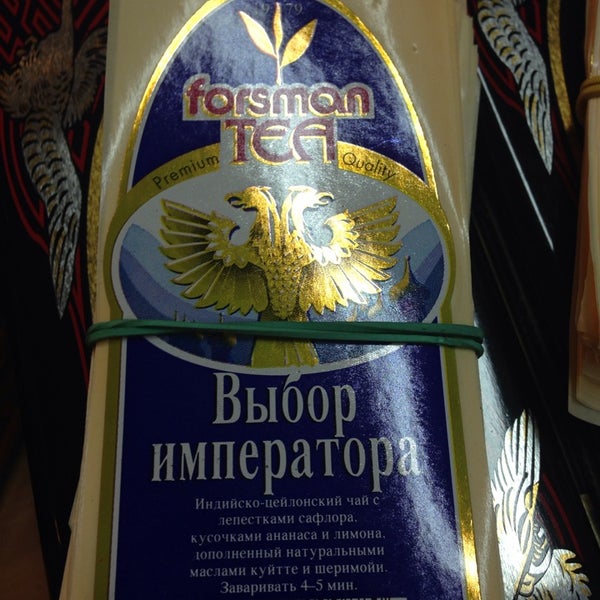 forsman
TEA
Premium Quality
Выбор
императора
Индийско-цейлонский чай с
лепестками сафлора,
кусочками ананаса и лимона,
дополненный натуральными
маслами куйтте и шеримойи.
Заваривать 4–5 мин.